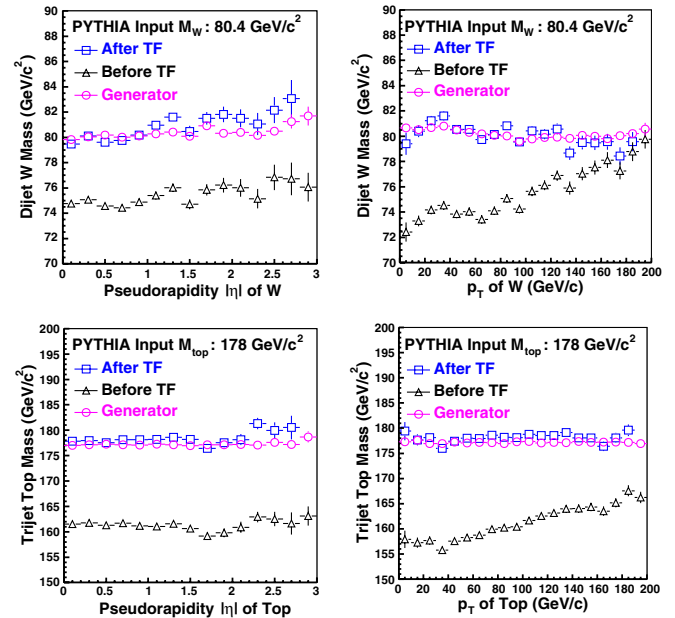 PYTHIA Input M_W : 80.4 GeV/c²
After TF
Before TF
Generator
Dijet W Mass (GeV/c²)
90
88
86
84
82
80
78
76
74
72
70
0 0.5 1 1.5 2 2.5 3
Pseudorapidity |η| of W
PYTHIA Input M_W : 80.4 GeV/c²
After TF
Before TF
Generator
Dijet W Mass (GeV/c²)
90
88
86
84
82
80
78
76
74
72
70
0 20 40 60 80 100 120 140 160 180 200
p_T of W (GeV/c)
PYTHIA Input M_top : 178 GeV/c²
After TF
Before TF
Generator
Trijet Top Mass (GeV/c²)
200
195
190
185
180
175
170
165
160
155
150
0 0.5 1 1.5 2 2.5 3
Pseudorapidity |η| of Top
PYTHIA Input M_top : 178 GeV/c²
After TF
Before TF
Generator
Trijet Top Mass (GeV/c²)
200
195
190
185
180
175
170
165
160
155
150
0 20 40 60 80 100 120 140 160 180 200
p_T of Top (GeV/c)